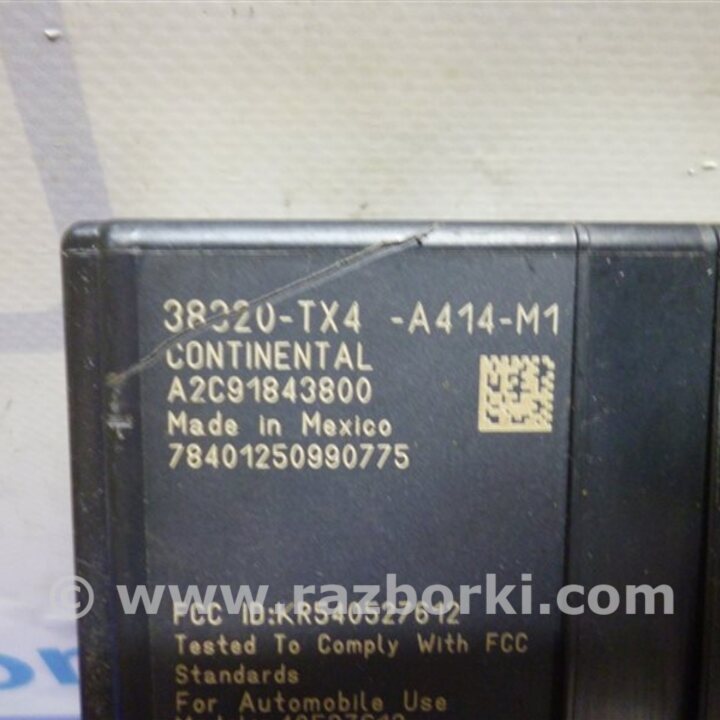 38320-TX4 -A414-M1
CONTINENTAL
A2C91843800
Made in Mexico
78401250990775
© www.razborki.com
FCC ID:KR540527612
Tested To Comply With FCC
Standards
For Automobile Use